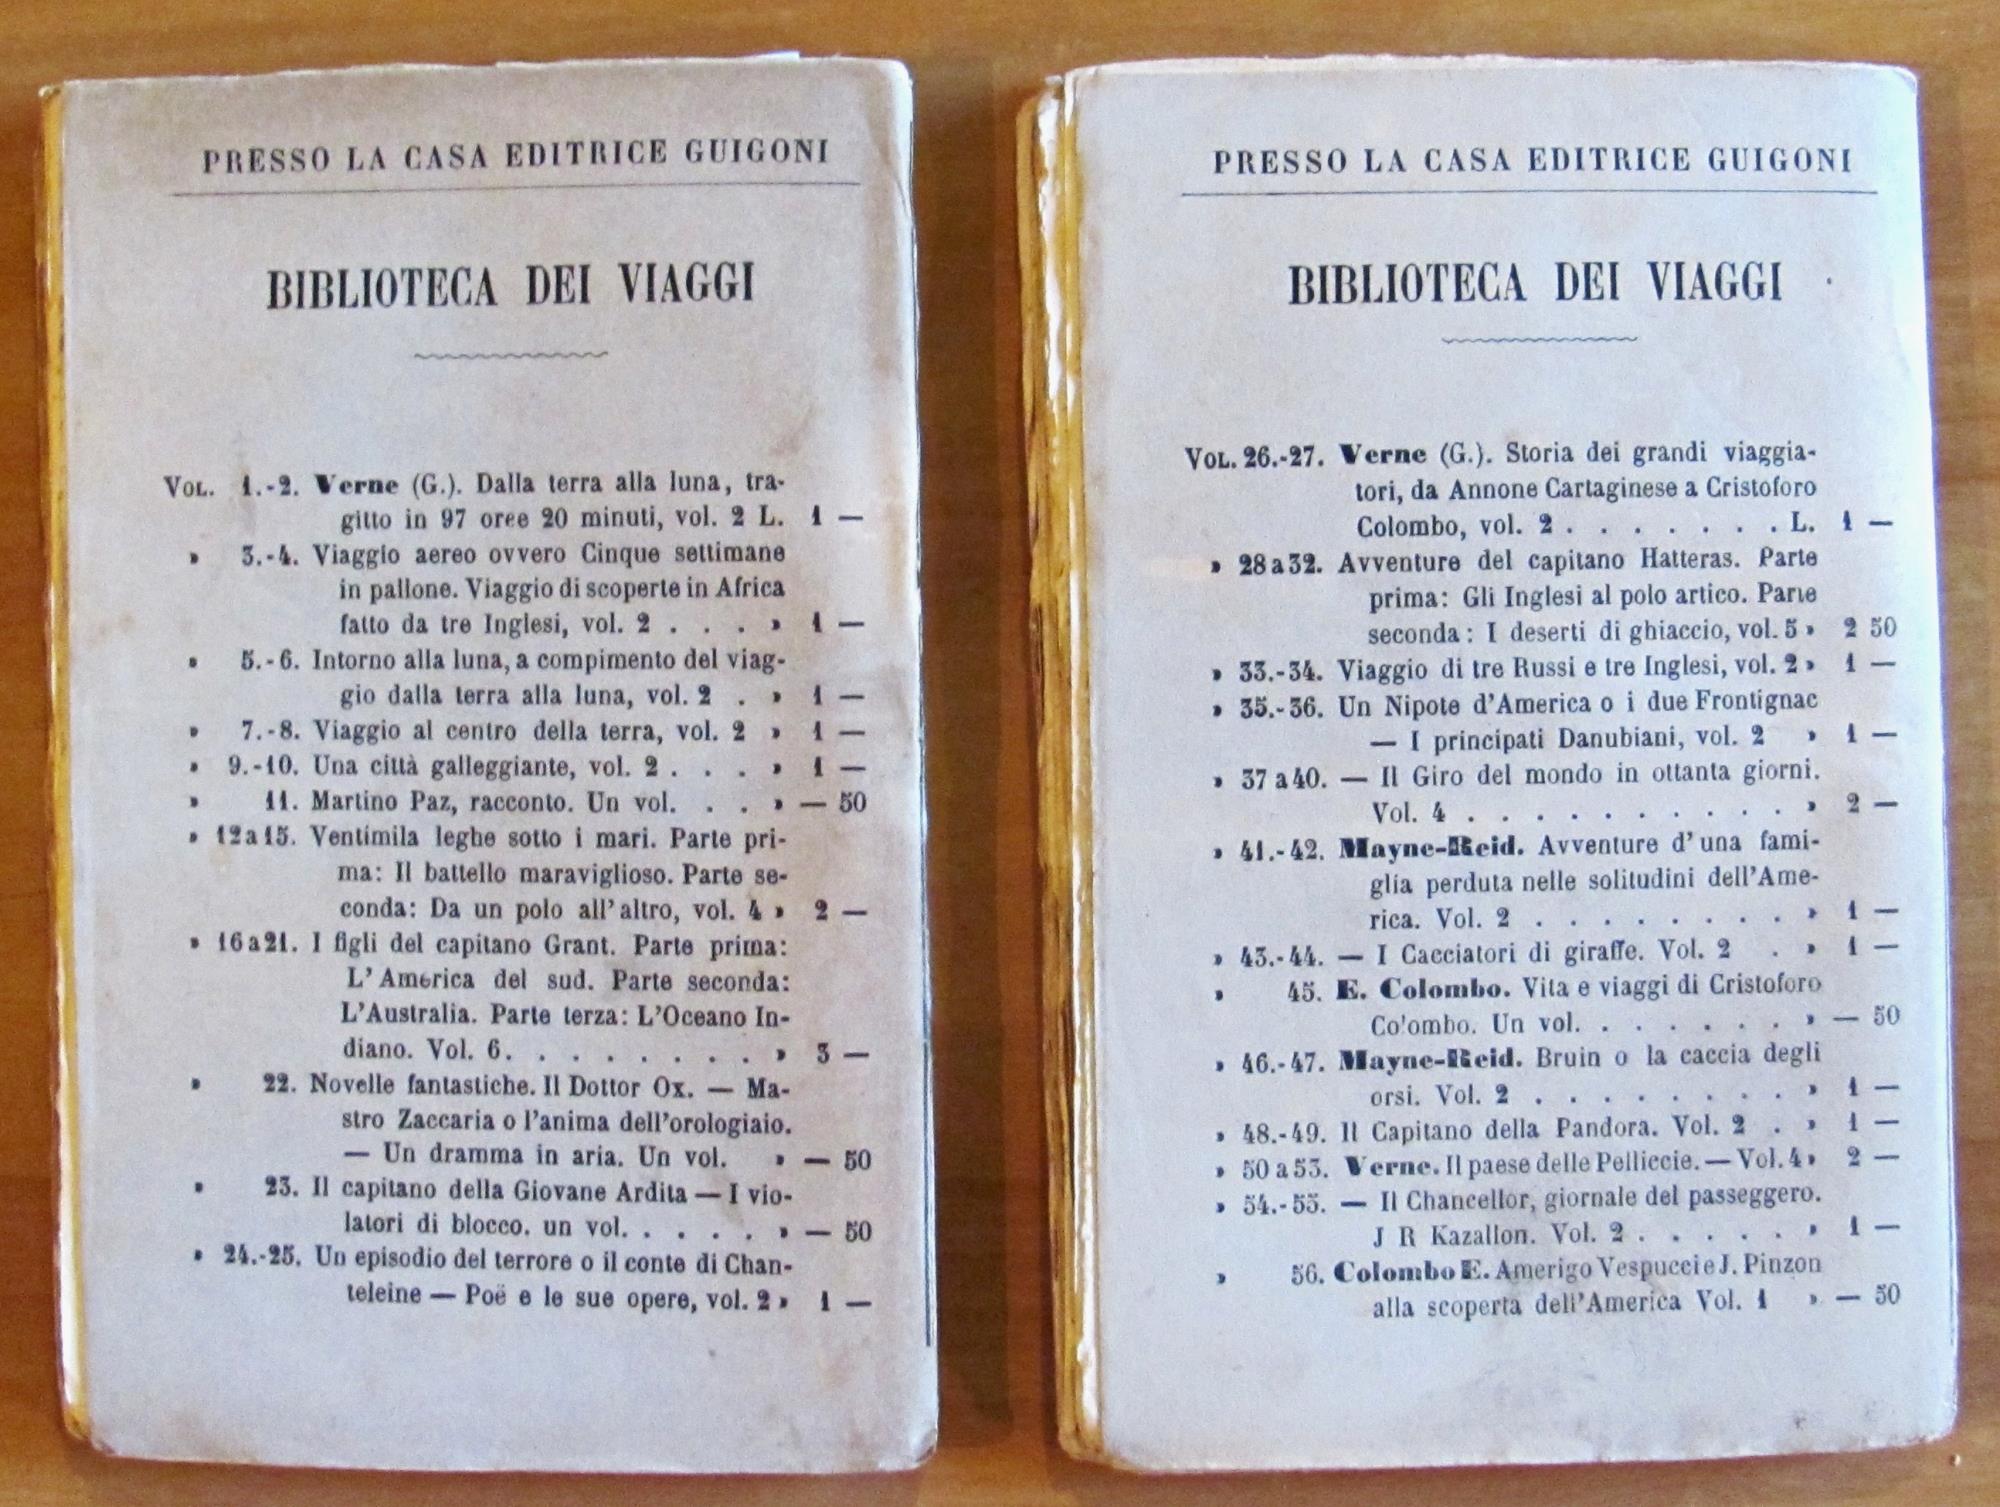 PRESSO LA CASA EDITRICE GUIGONI
BIBLIOTECA DEI VIAGGI
VOL. 1.-2. Verne (G.). Dalla terra alla luna, tra-
gitto in 97 oree 20 minuti, vol. 2 L. 1 —
» 3.-4. Viaggio aereo ovvero Cinque settimane
in pallone. Viaggio di scoperte in Africa
fatto da tre Inglesi, vol. 2 . . . » 1 —
» 5.-6. Intorno alla luna, a compimento del viag-
gio dalla terra alla luna, vol. 2 . » 1 —
» 7.-8. Viaggio al centro della terra, vol. 2 » 1 —
» 9.-10. Una città galleggiante, vol. 2 . . . » 1 —
» 11. Martino Paz, racconto. Un vol. . . » — 50
» 12 a 15. Ventimila leghe sotto i mari. Parte pri-
ma: Il battello maraviglioso. Parte se-
conda: Da un polo all'altro, vol. 4 » 2 —
» 16 a 21. I figli del capitano Grant. Parte prima:
L'America del sud. Parte seconda:
L'Australia. Parte terza: L'Oceano In-
diano. Vol. 6. . . . . . . . » 3 —
» 22. Novelle fantastiche. Il Dottor Ox. — Ma-
stro Zaccaria o l'anima dell'orologiaio.
— Un dramma in aria. Un vol. » — 50
» 23. Il capitano della Giovane Ardita — I vio-
latori di blocco. un vol. . . . . » — 50
» 24.-25. Un episodio del terrore o il conte di Chan-
teleine — Poë e le sue opere, vol. 2 » 1 —
PRESSO LA CASA EDITRICE GUIGONI
BIBLIOTECA DEI VIAGGI
VOL. 26.-27. Verne (G.). Storia dei grandi viaggia-
tori, da Annone Cartaginese a Cristoforo
Colombo, vol. 2 . . . . . . . L. 1 —
» 28 a 32. Avventure del capitano Hatteras. Parte
prima: Gli Inglesi al polo artico. Parte
seconda: I deserti di ghiaccio, vol. 5 » 2 50
» 33.-34. Viaggio di tre Russi e tre Inglesi, vol. 2 » 1 —
» 35.-36. Un Nipote d'America o i due Frontignac
— I principati Danubiani, vol. 2 » 1 —
» 37 a 40. — Il Giro del mondo in ottanta giorni.
Vol. 4 . . . . . . . . . . . » 2 —
» 41.-42. Mayne-Reid. Avventure d'una fami-
glia perduta nelle solitudini dell'Ame-
rica. Vol. 2 . . . . . . . . . » 1 —
» 43.-44. — I Cacciatori di giraffe. Vol. 2 . » 1 —
» 45. E. Colombo. Vita e viaggi di Cristoforo
Co'ombo. Un vol. . . . . . . . » — 50
» 46.-47. Mayne-Reid. Bruin o la caccia degli
orsi. Vol. 2 . . . . . . . . . » 1 —
» 48.-49. Il Capitano della Pandora. Vol. 2 . » 1 —
» 50 a 53. Verne. Il paese delle Pelliccie. — Vol. 4 » 2 —
» 54.-55. — Il Chancellor, giornale del passeggero.
J R Kazallon. Vol. 2 . . . . . » 1 —
» 56. Colombo E. Amerigo Vespucci e J. Pinzon
alla scoperta dell'America Vol. 1 » — 50